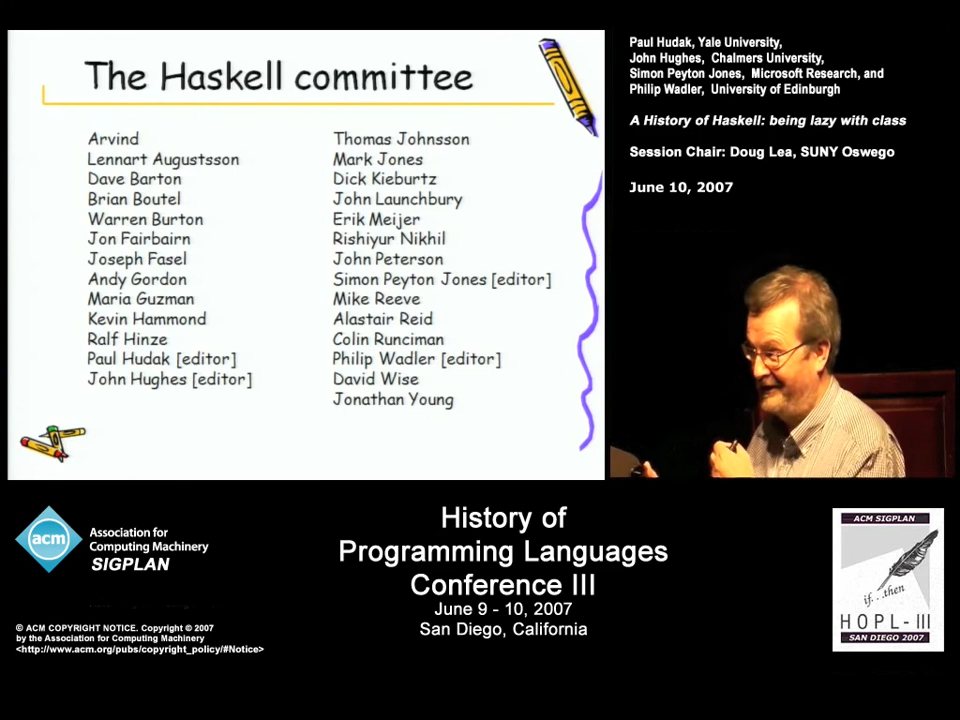 The Haskell committee
Arvind
Lennart Augustsson
Dave Barton
Brian Boutel
Warren Burton
Jon Fairbairn
Joseph Fasel
Andy Gordon
Maria Guzman
Kevin Hammond
Ralf Hinze
Paul Hudak [editor]
John Hughes [editor]
Thomas Johnsson
Mark Jones
Dick Kieburtz
John Launchbury
Erik Meijer
Rishiyur Nikhil
John Peterson
Simon Peyton Jones [editor]
Mike Reeve
Alastair Reid
Colin Runciman
Philip Wadler [editor]
David Wise
Jonathan Young
Paul Hudak, Yale University,
John Hughes, Chalmers University,
Simon Peyton Jones, Microsoft Research, and
Philip Wadler, University of Edinburgh
A History of Haskell: being lazy with class
Session Chair: Doug Lea, SUNY Oswego
June 10, 2007
acm
Association for
Computing Machinery
SIGPLAN
© ACM COPYRIGHT NOTICE. Copyright © 2007
by the Association for Computing Machinery
<http://www.acm.org/pubs/copyright_policy/#Notice>
History of
Programming Languages
Conference III
June 9 - 10, 2007
San Diego, California
ACM SIGPLAN
if...then
HOPL-III
SAN DIEGO 2007